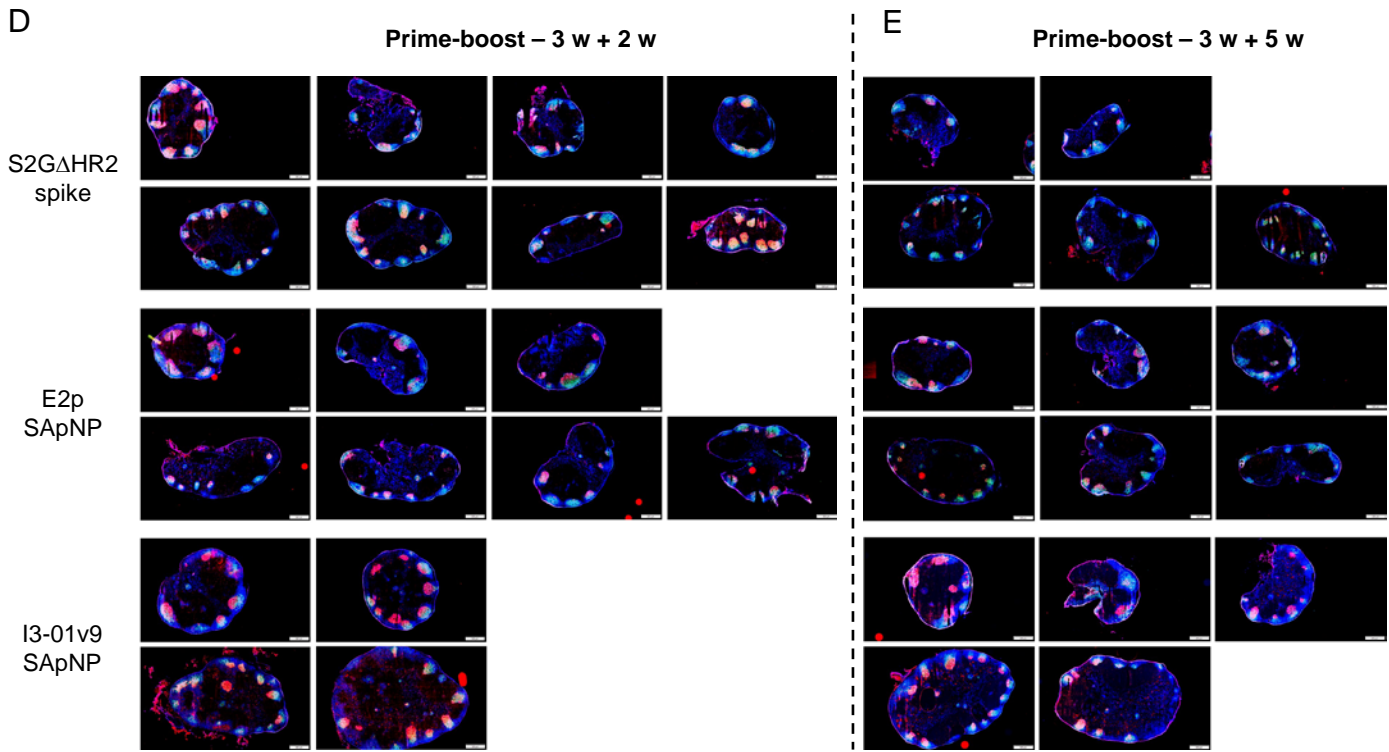 D
Prime-boost – 3 w + 2 w
E
Prime-boost – 3 w + 5 w
S2GΔHR2
spike
E2p
SApNP
I3-01v9
SApNP